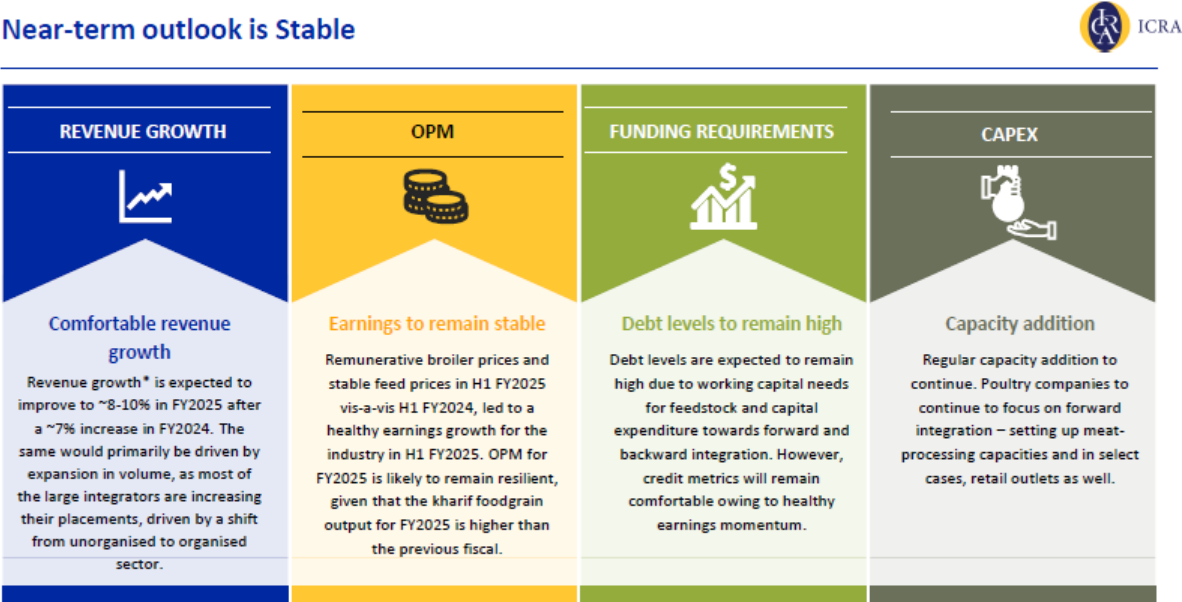 Near-term outlook is Stable
ICRA
ICRA
REVENUE GROWTH
Comfortable revenue
growth
Revenue growth* is expected to
improve to ~8-10% in FY2025 after
a ~7% increase in FY2024. The
same would primarily be driven by
expansion in volume, as most of
the large integrators are increasing
their placements, driven by a shift
from unorganised to organised
sector.
OPM
Earnings to remain stable
Remunerative broiler prices and
stable feed prices in H1 FY2025
vis-a-vis H1 FY2024, led to a
healthy earnings growth for the
industry in H1 FY2025. OPM for
FY2025 is likely to remain resilient,
given that the kharif foodgrain
output for FY2025 is higher than
the previous fiscal.
FUNDING REQUIREMENTS
$
Debt levels to remain high
Debt levels are expected to remain
high due to working capital needs
for feedstock and capital
expenditure towards forward and
backward integration. However,
credit metrics will remain
comfortable owing to healthy
earnings momentum.
CAPEX
Capacity addition
Regular capacity addition to
continue. Poultry companies to
continue to focus on forward
integration – setting up meat-
processing capacities and in select
cases, retail outlets as well.